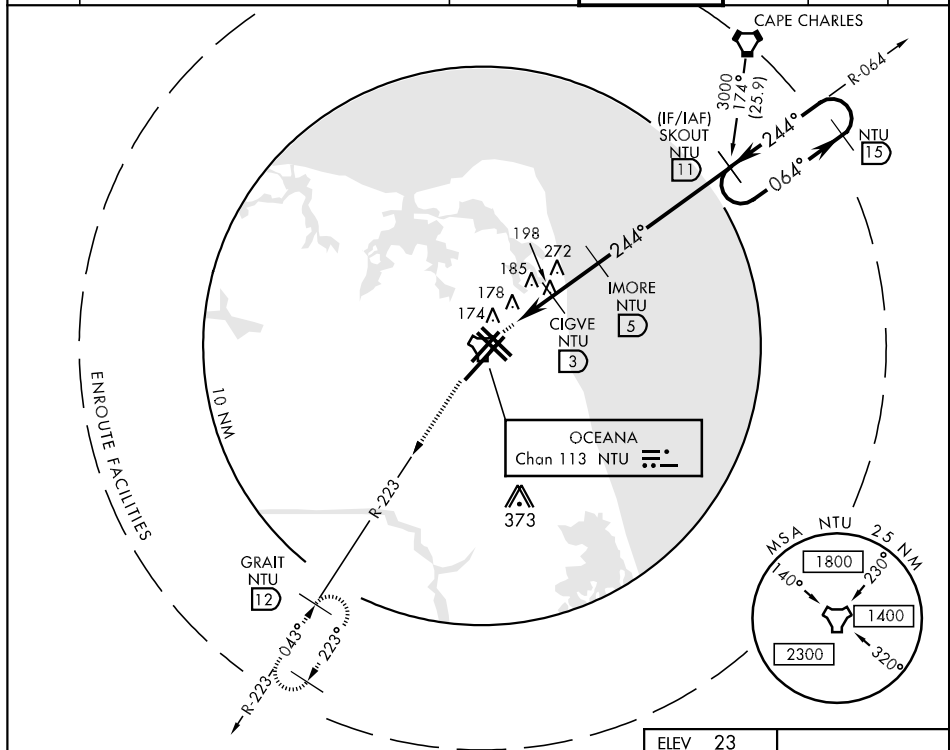 CAPE CHARLES
R-064
3000
174°
(25.9)
(IF/IAF)
SKOUT
NTU
11
244°
064°
NTU
15
244°
198
272
185
178
174
IMORE
NTU
5
CIGVE
NTU
3
10 NM
ENROUTE FACILITIES
OCEANA
Chan 113 NTU
373
R-223
GRAIT
NTU
12
043°
223°
R-223
MSA NTU 25 NM
1800
140°
230°
1400
2300
320°
ELEV 23